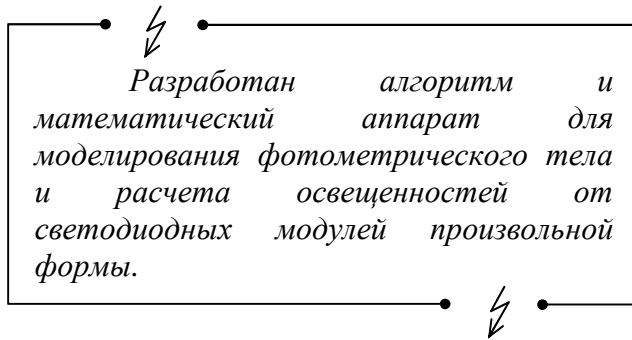 Разработан алгоритм и
математический аппарат для
моделирования фотометрического тела
и расчета освещенностей от
светодиодных модулей произвольной
формы.